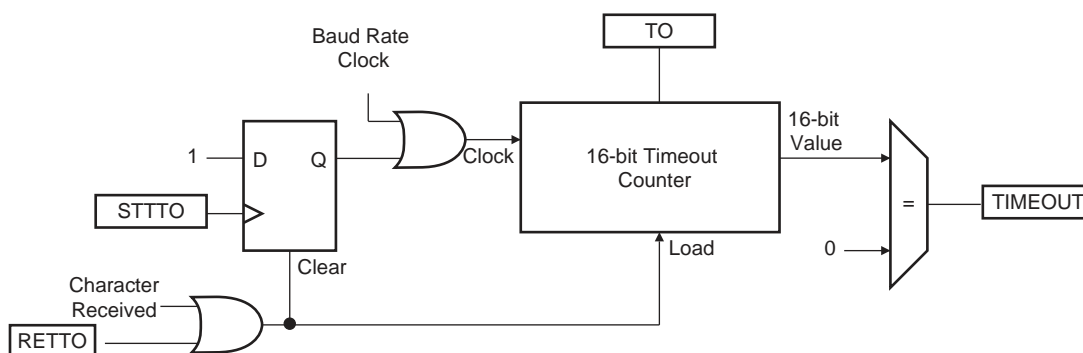 TO
Baud Rate
Clock
16-bit
Value
1
D
Q
Clock
16-bit Timeout
Counter
STTTO
=
TIMEOUT
Clear
Load
0
Character
Received
RETTO